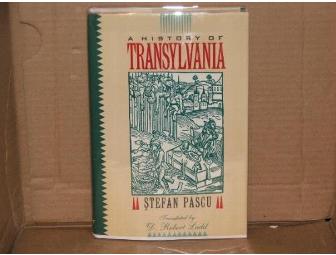 A HISTORY OF
TRANSYLVANIA
ŞTEFAN PASCU
Translated by
D. Robert Ladd